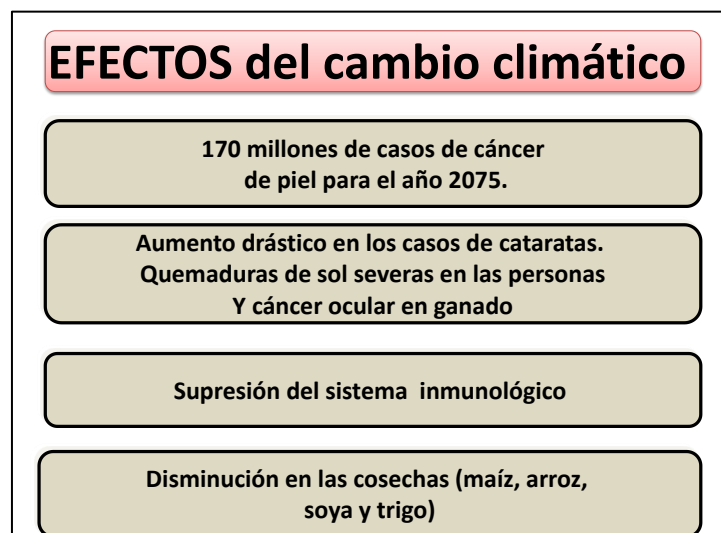 EFECTOS del cambio climático
170 millones de casos de cáncer
de piel para el año 2075.
Aumento drástico en los casos de cataratas.
Quemaduras de sol severas en las personas
Y cáncer ocular en ganado
Supresión del sistema inmunológico
Disminución en las cosechas (maíz, arroz,
soya y trigo)